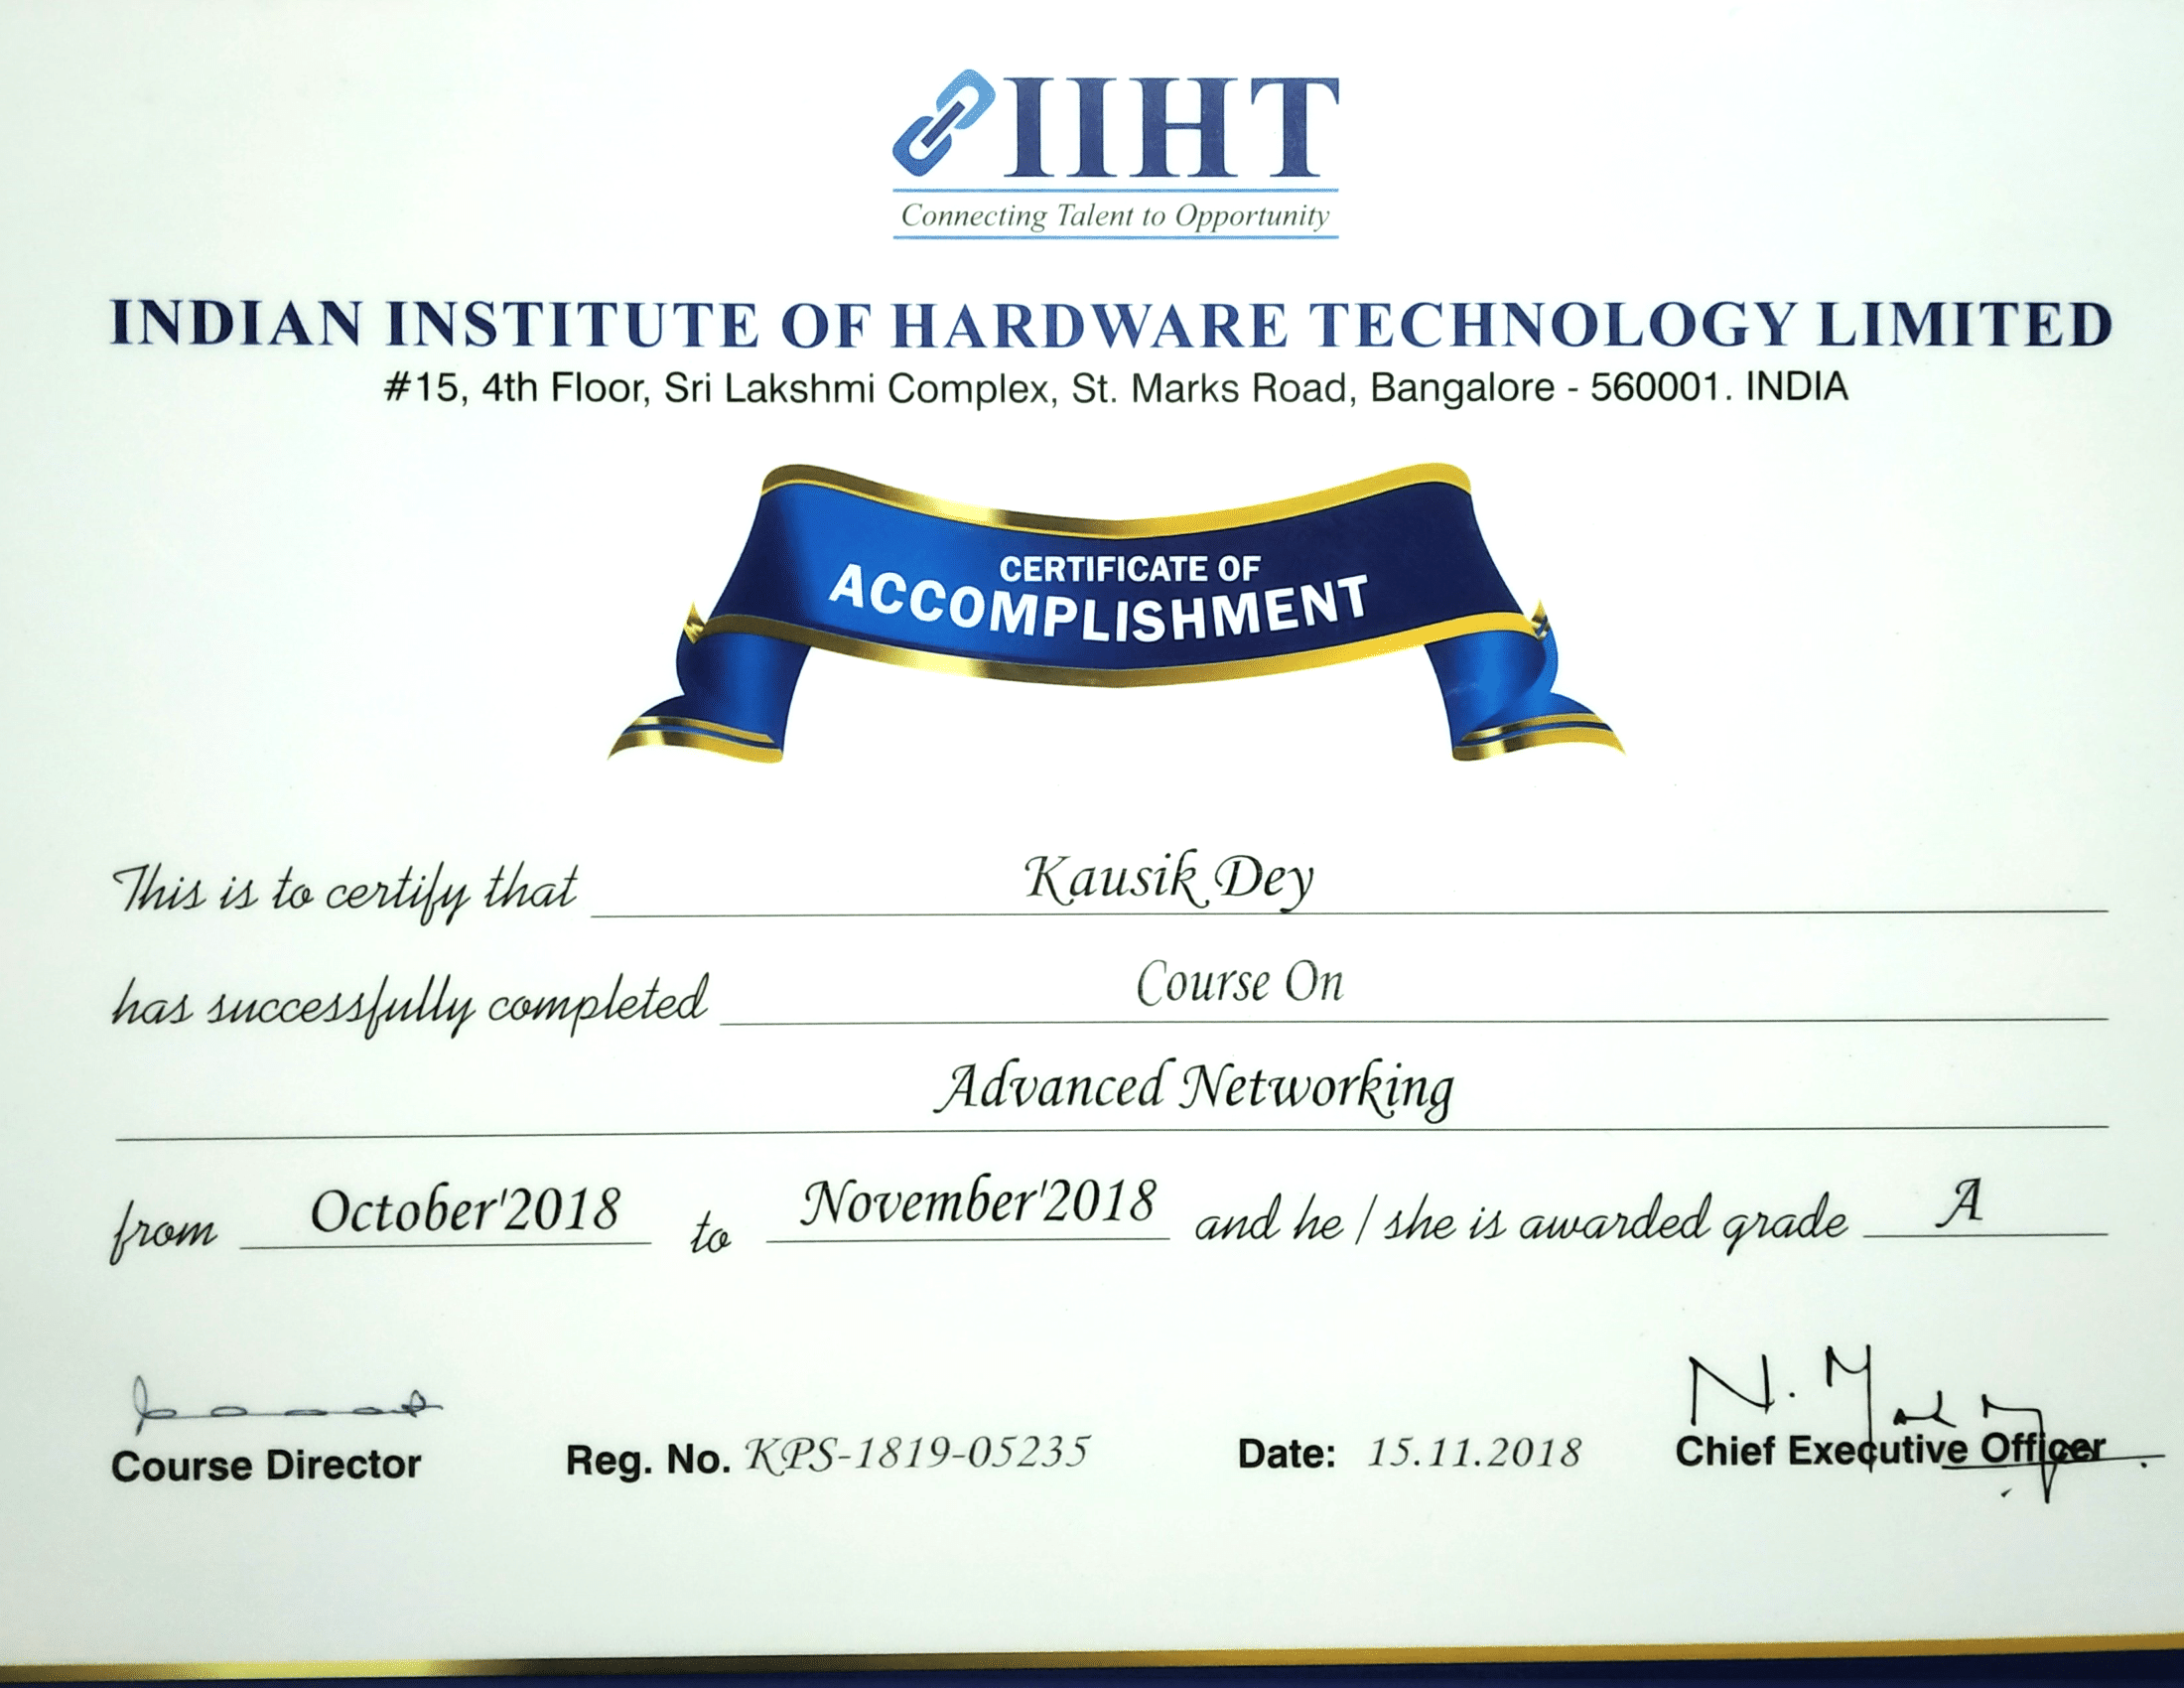 IIHT
Connecting Talent to Opportunity
INDIAN INSTITUTE OF HARDWARE TECHNOLOGY LIMITED
#15, 4th Floor, Sri Lakshmi Complex, St. Marks Road, Bangalore - 560001. INDIA
CERTIFICATE OF
ACCOMPLISHMENT
This is to certify that Kausik Dey
has successfully completed Course On
Advanced Networking
from October'2018 to November'2018 and he / she is awarded grade A
Course Director Reg. No. KPS-1819-05235 Date: 15.11.2018 Chief Executive Officer